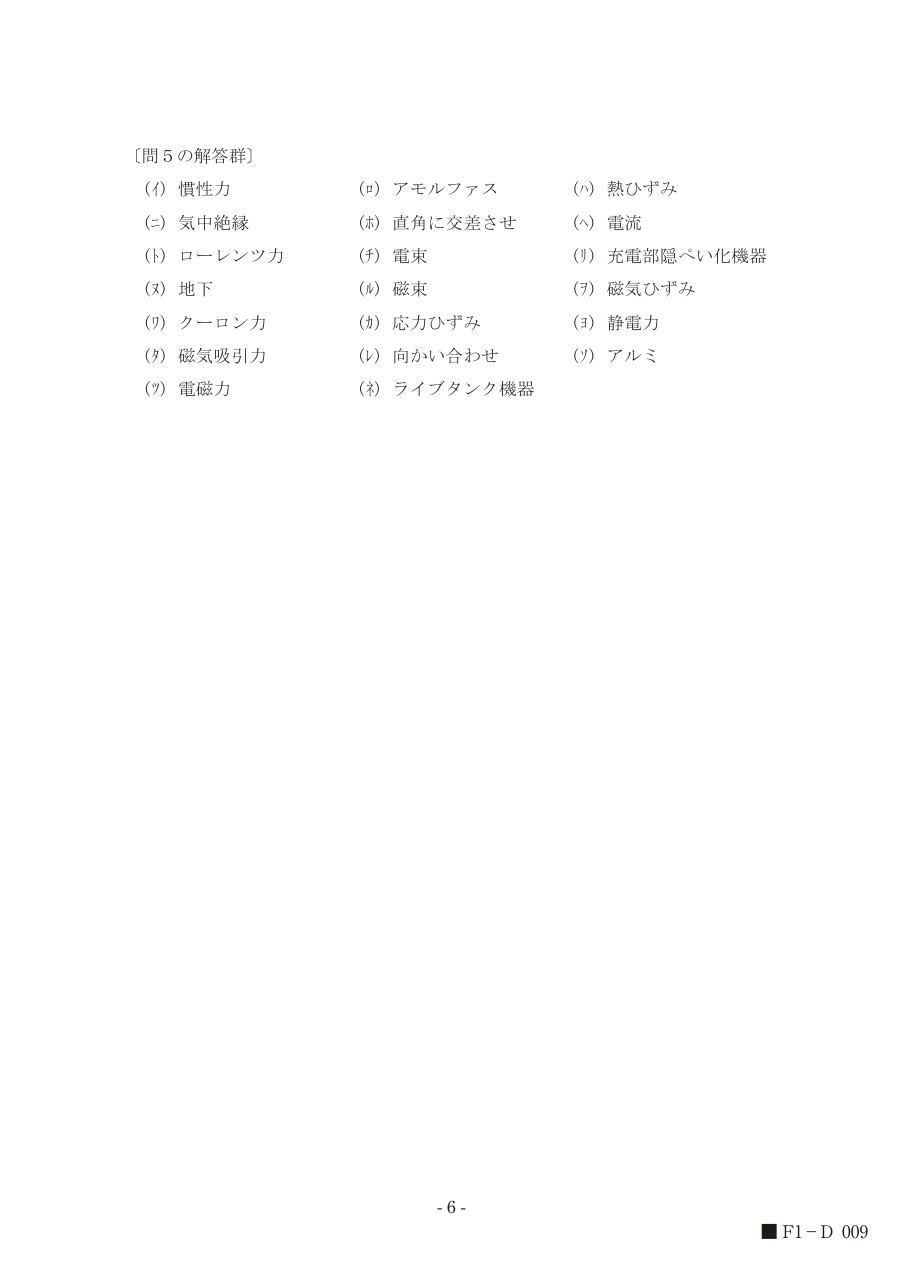 〔問５の解答群〕
(ｲ) 慣性力 (ﾛ) アモルファス (ﾊ) 熱ひずみ
(ﾆ) 気中絶縁 (ﾎ) 直角に交差させ (ﾍ) 電流
(ﾄ) ローレンツ力 (ﾁ) 電束 (ﾘ) 充電部隠ぺい化機器
(ﾇ) 地下 (ﾙ) 磁束 (ｦ) 磁気ひずみ
(ﾜ) クーロン力 (ｶ) 応力ひずみ (ﾖ) 静電力
(ﾀ) 磁気吸引力 (ﾚ) 向かい合わせ (ｿ) アルミ
(ﾂ) 電磁力 (ﾈ) ライブタンク機器
- 6 -
■ F1－D 009